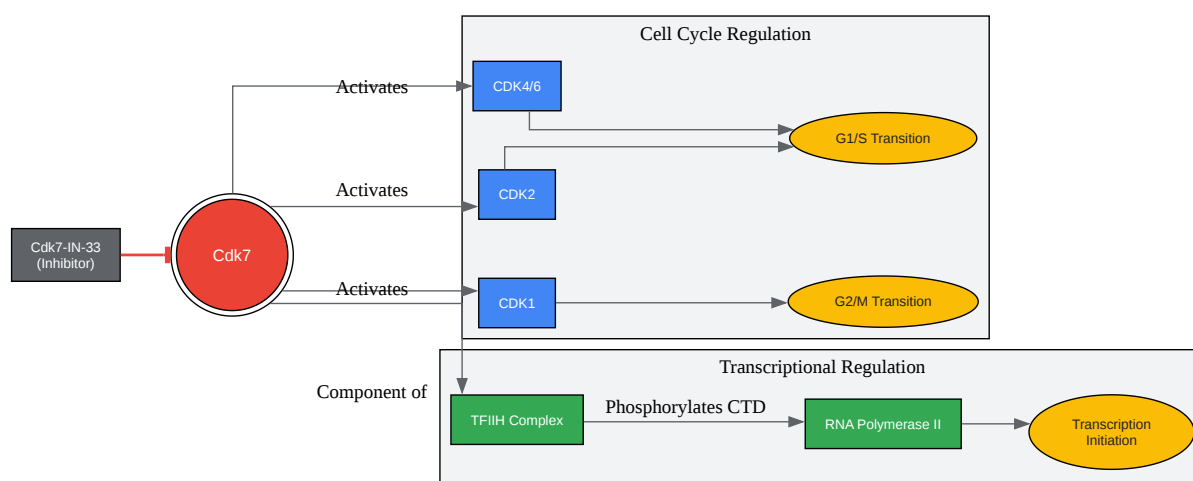 Cell Cycle Regulation
Activates
CDK4/6
G1/S Transition
Activates
CDK2
Cdk7-IN-33
(Inhibitor)
Cdk7
Activates
CDK1
G2/M Transition
Transcriptional Regulation
Component of
TFIIH Complex
Phosphorylates CTD
RNA Polymerase II
Transcription
Initiation